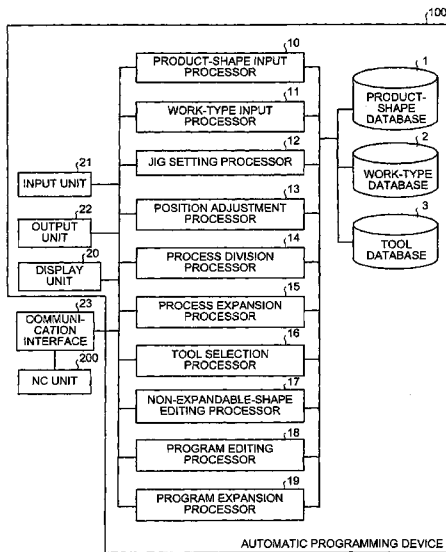 100
10
PRODUCT-SHAPE INPUT
PROCESSOR
11
WORK-TYPE INPUT
PROCESSOR
12
JIG SETTING PROCESSOR
13
POSITION ADJUSTMENT
PROCESSOR
14
PROCESS DIVISION
PROCESSOR
15
PROCESS EXPANSION
PROCESSOR
16
TOOL SELECTION
PROCESSOR
17
NON-EXPANDABLE-SHAPE
EDITING PROCESSOR
18
PROGRAM EDITING
PROCESSOR
19
PROGRAM EXPANSION
PROCESSOR
21
INPUT UNIT
22
OUTPUT
UNIT
20
DISPLAY
UNIT
23
COMMUNI-
CATION
INTERFACE
200
NC UNIT
1
PRODUCT-
SHAPE
DATABASE
2
WORK-TYPE
DATABASE
3
TOOL
DATABASE
AUTOMATIC PROGRAMMING DEVICE